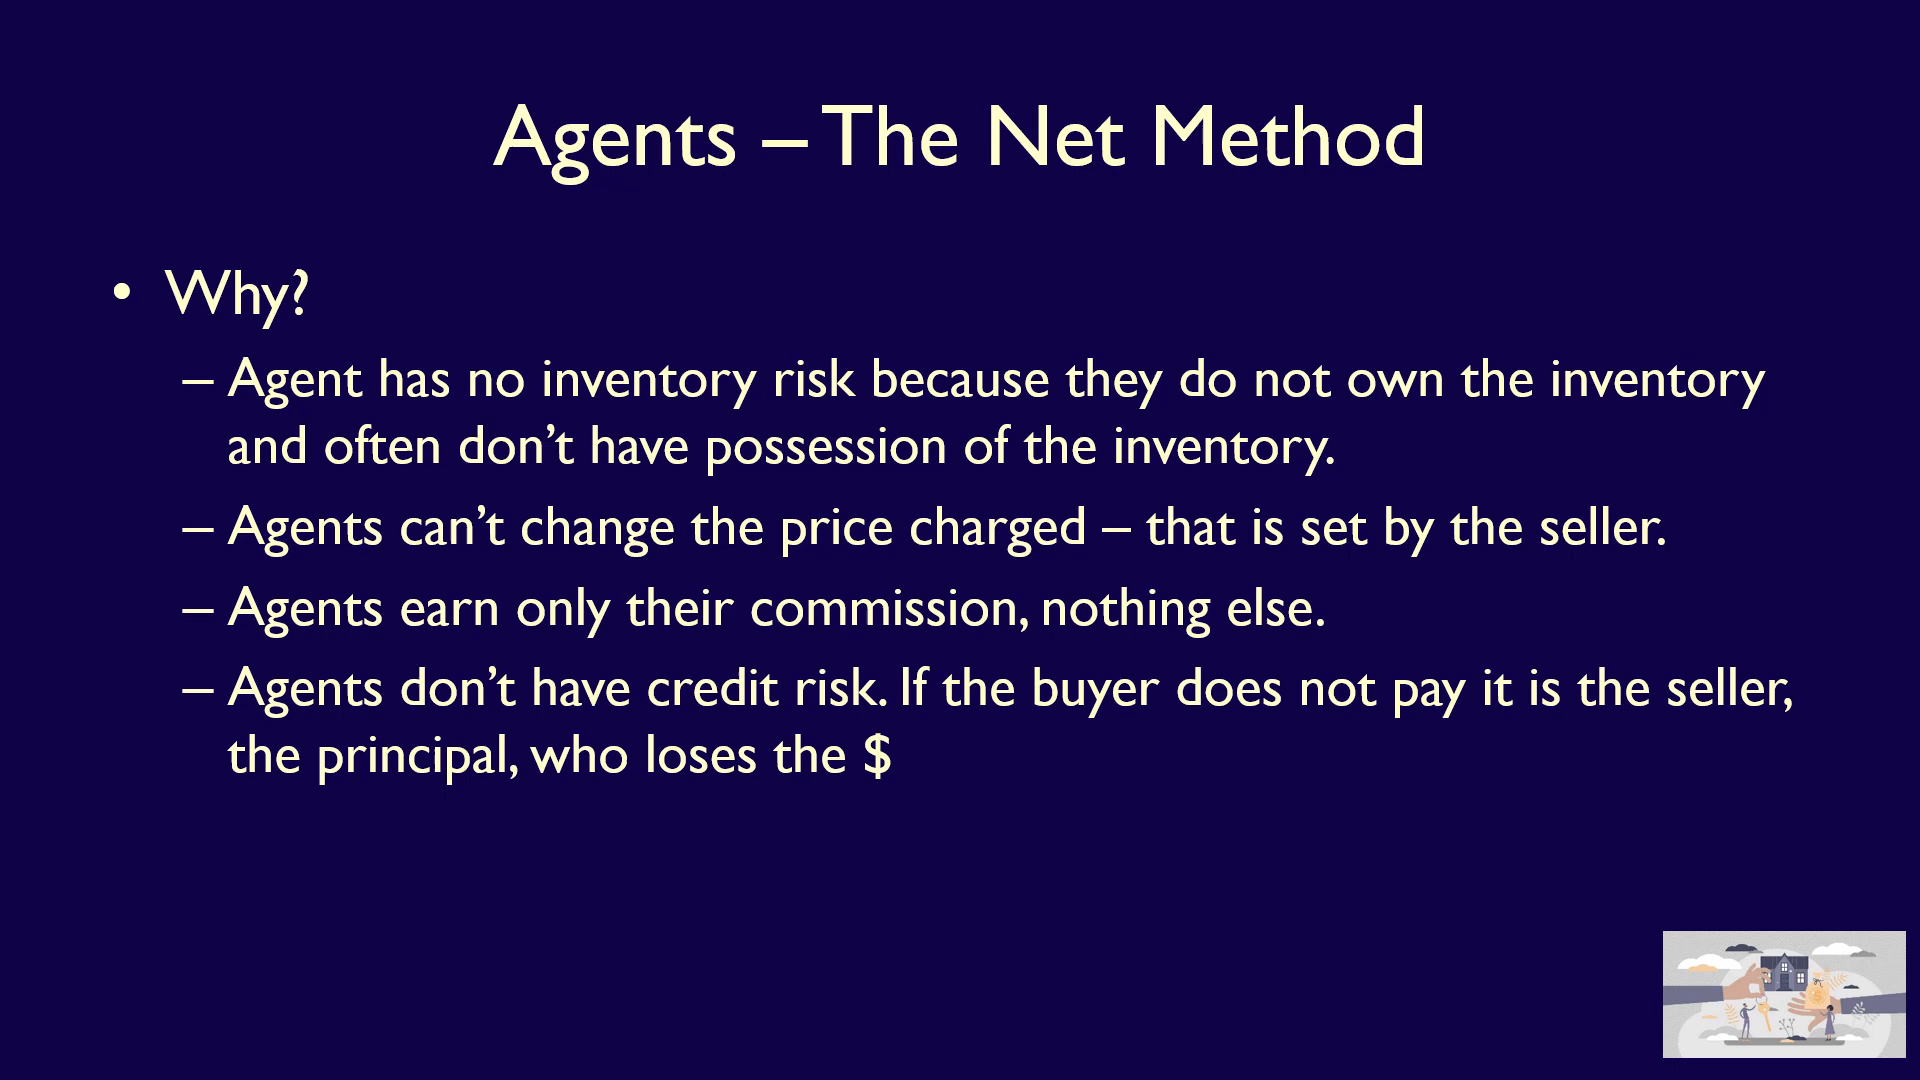 Agents – The Net Method
• Why?
– Agent has no inventory risk because they do not own the inventory
and often don’t have possession of the inventory.
– Agents can’t change the price charged – that is set by the seller.
– Agents earn only their commission, nothing else.
– Agents don’t have credit risk. If the buyer does not pay it is the seller,
the principal, who loses the $